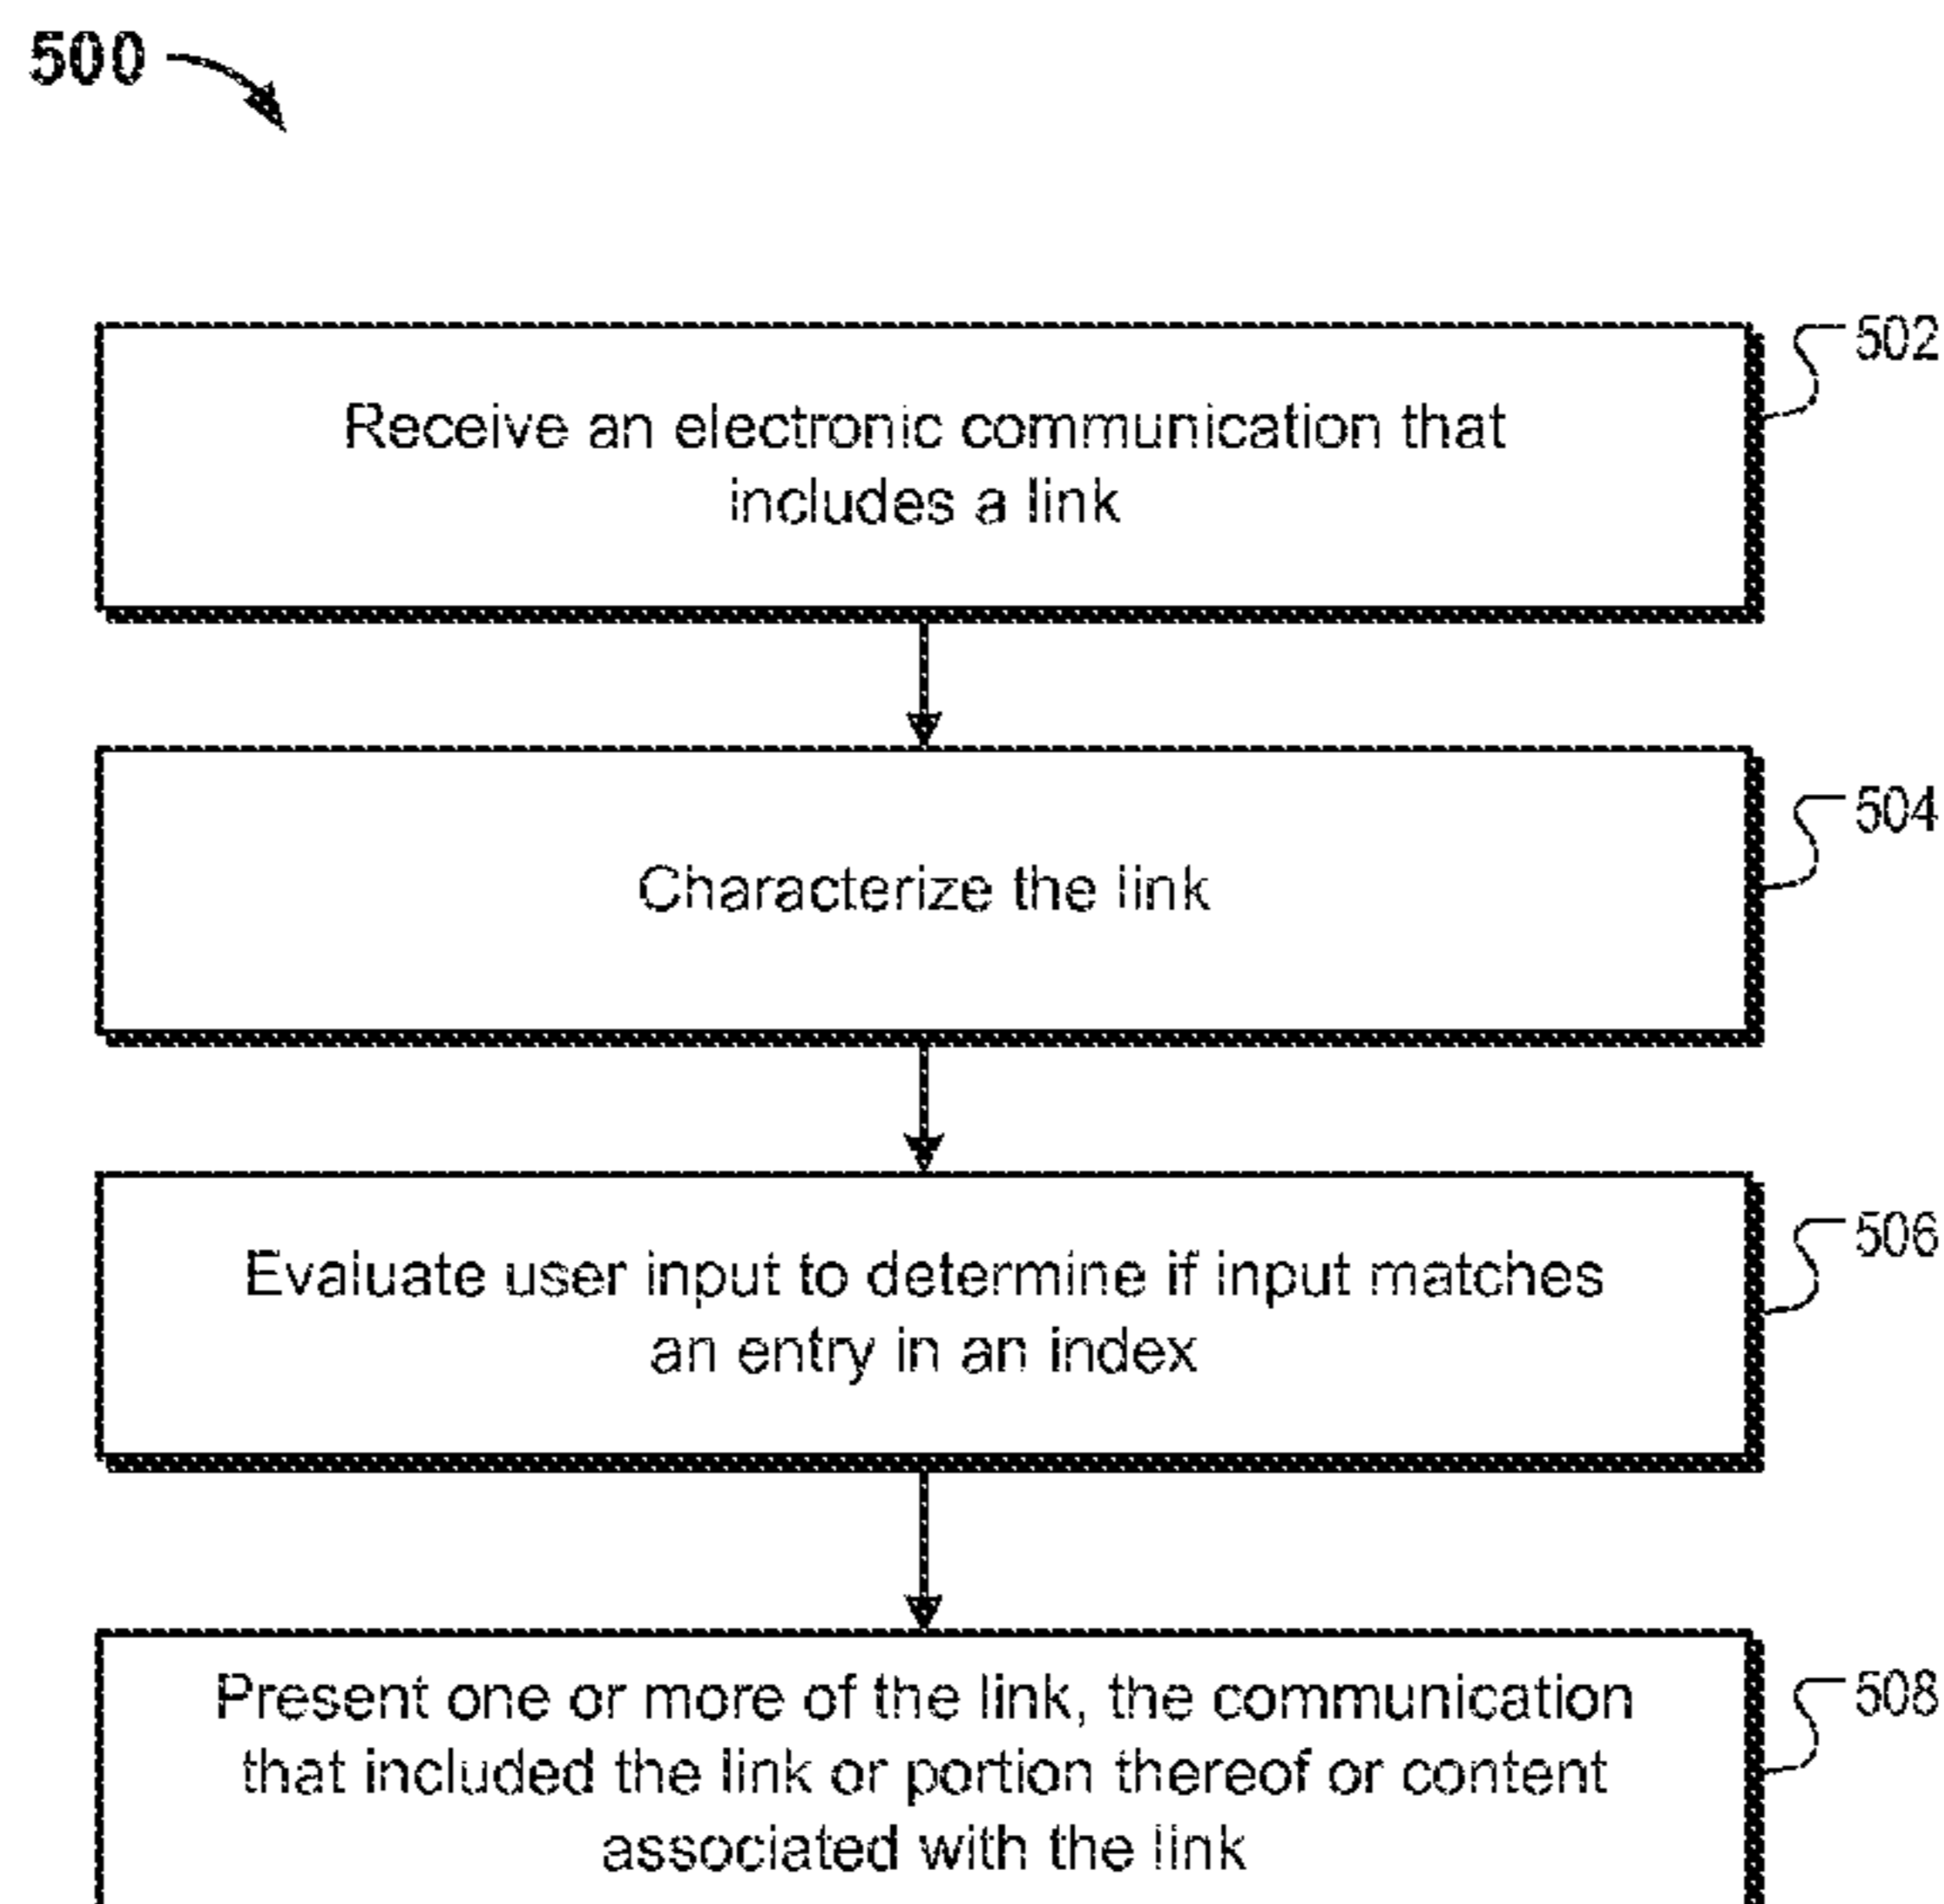 500
502
Receive an electronic communication that
includes a link
504
Characterize the link
506
Evaluate user input to determine if input matches
an entry in an index
508
Present one or more of the link, the communication
that included the link or portion thereof or content
associated with the link